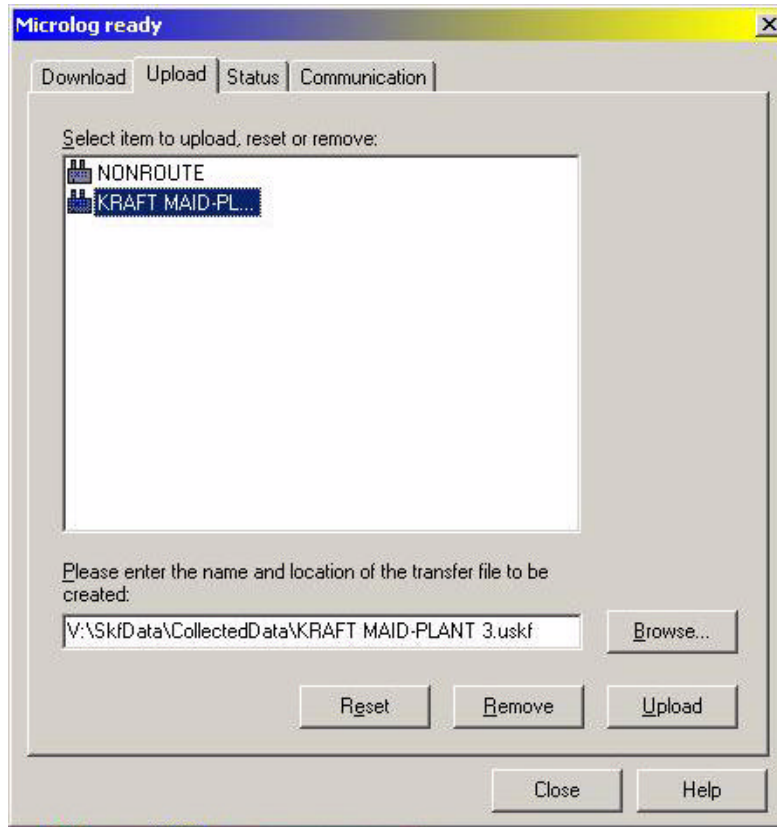 Microlog ready
Download Upload Status Communication
Select item to upload, reset or remove:
NONROUTE
KRAFT MAID-PL...
Please enter the name and location of the transfer file to be
created:
V:\SkfData\CollectedData\KRAFT MAID-PLANT 3.uskf Browse...
Reset Remove Upload
Close Help